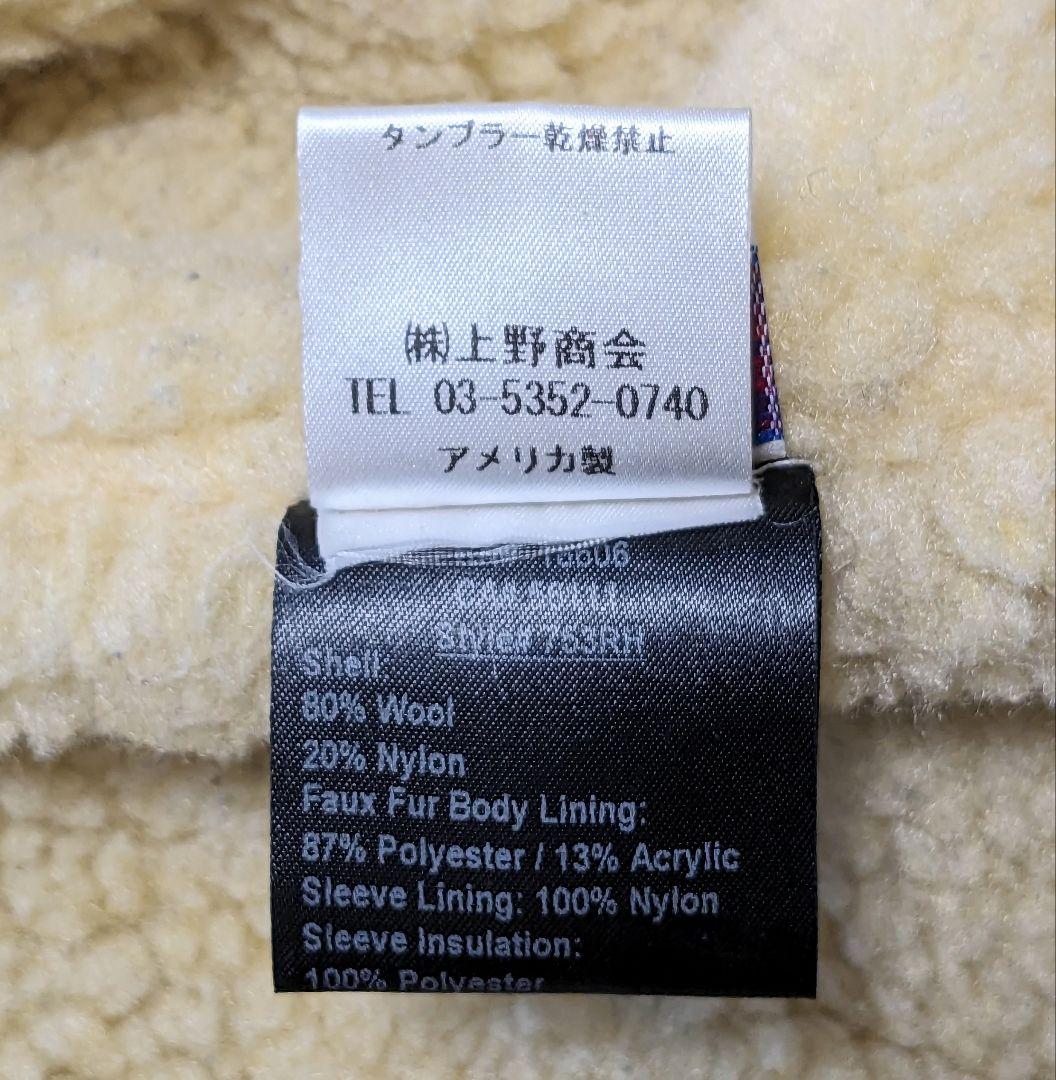 タンブラー乾燥禁止
㈱上野商会
TEL 03-5352-0740
アメリカ製
Style# 753RH
Shell
80% Wool
20% Nylon
Faux Fur Body Lining:
87% Polyester / 13% Acrylic
Sleeve Lining: 100% Nylon
Sleeve Insulation:
100% Polyester